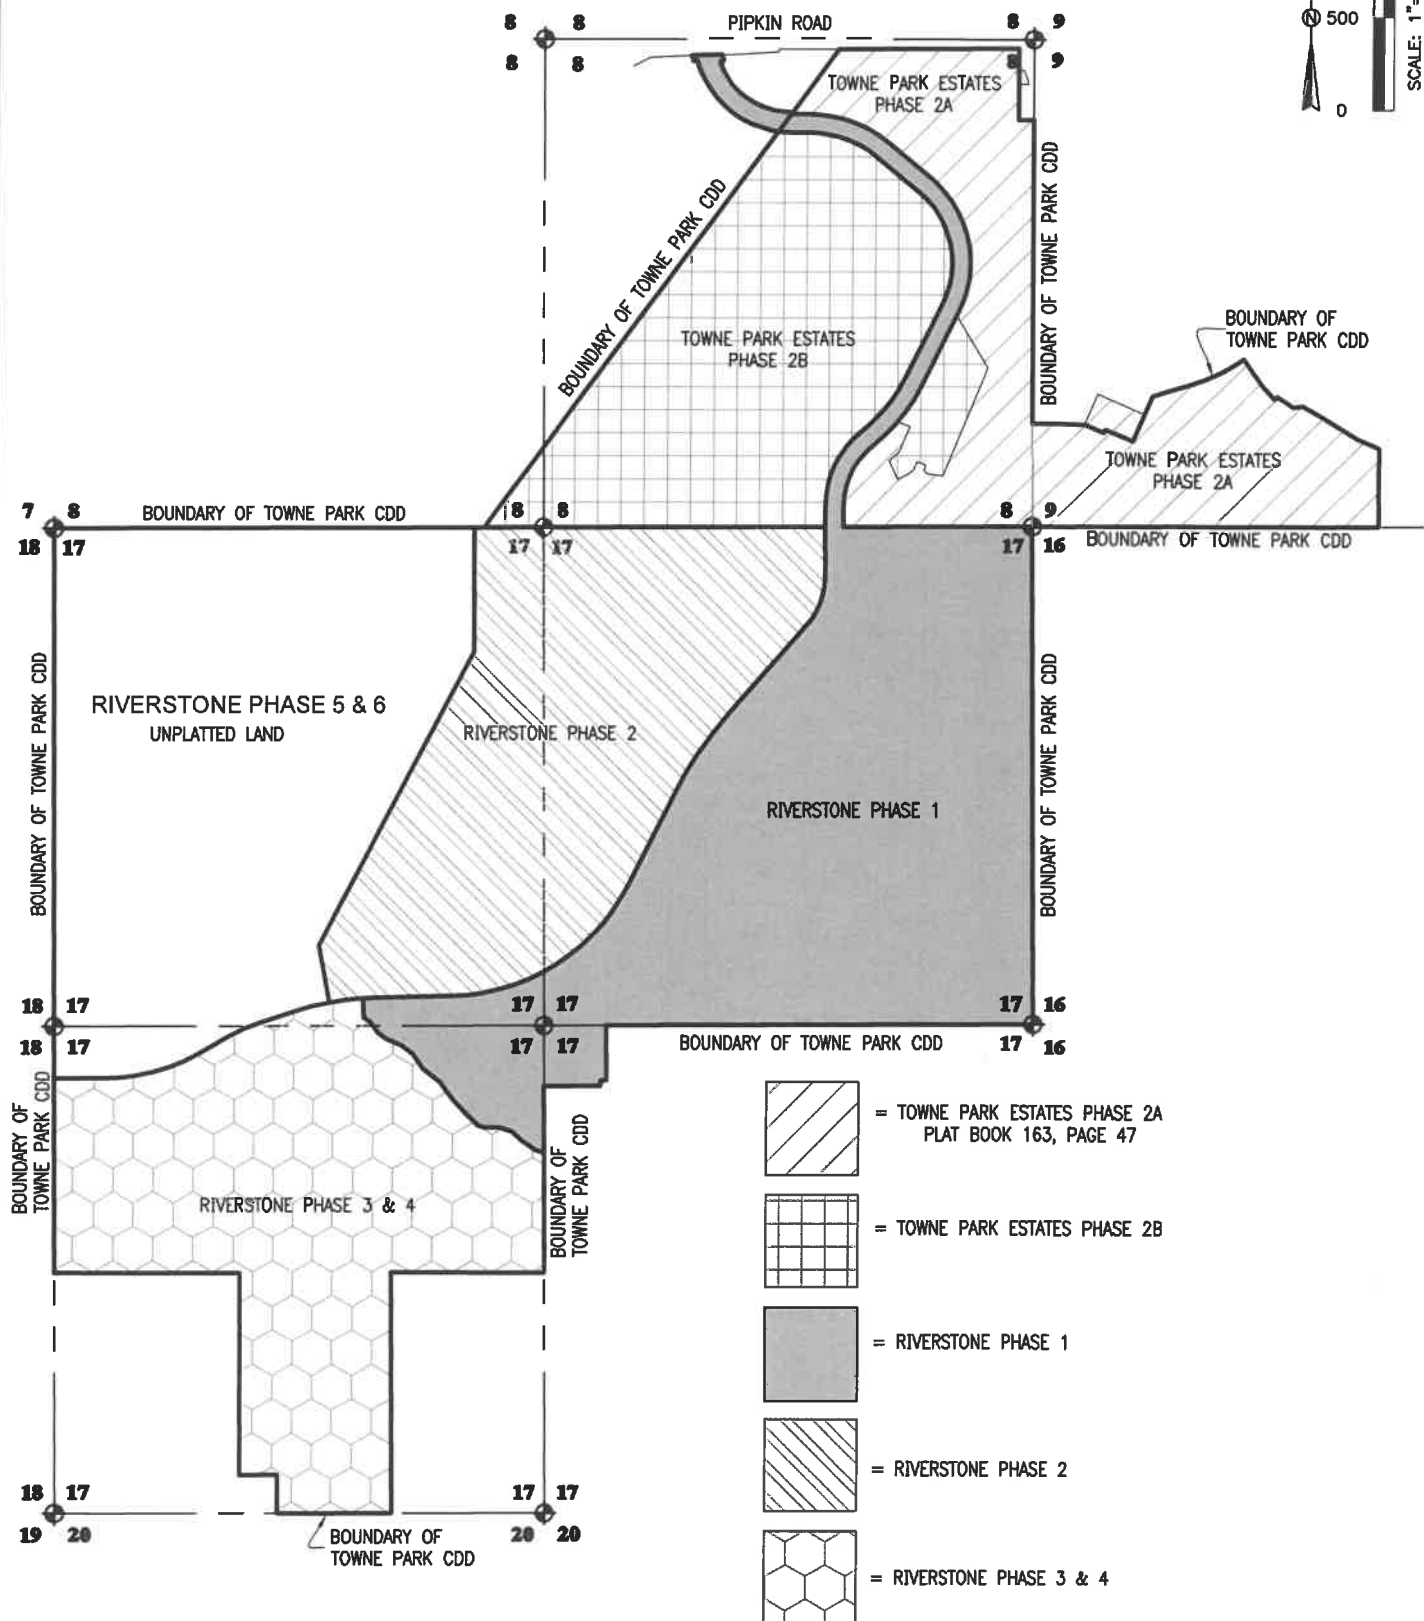 8 8 PIPKIN ROAD 8 9
8 8 8 9
N 500
0
SCALE: 1"=
TOWNE PARK ESTATES
PHASE 2A
BOUNDARY OF TOWNE PARK CDD
BOUNDARY OF TOWNE PARK CDD
TOWNE PARK ESTATES
PHASE 2B
BOUNDARY OF
TOWNE PARK CDD
TOWNE PARK ESTATES
PHASE 2A
7 8 BOUNDARY OF TOWNE PARK CDD 8 8 8 9
18 17 17 17 17 16 BOUNDARY OF TOWNE PARK CDD
BOUNDARY OF TOWNE PARK CDD
RIVERSTONE PHASE 5 & 6
UNPLATTED LAND
RIVERSTONE PHASE 2
RIVERSTONE PHASE 1
BOUNDARY OF TOWNE PARK CDD
18 17 17 17 17 16
18 17 17 17 BOUNDARY OF TOWNE PARK CDD 17 16
BOUNDARY OF
TOWNE PARK CDD
RIVERSTONE PHASE 3 & 4
BOUNDARY OF
TOWNE PARK CDD
= TOWNE PARK ESTATES PHASE 2A
PLAT BOOK 163, PAGE 47
= TOWNE PARK ESTATES PHASE 2B
= RIVERSTONE PHASE 1
= RIVERSTONE PHASE 2
= RIVERSTONE PHASE 3 & 4
18 17 17 17
19 20 20 20
BOUNDARY OF
TOWNE PARK CDD